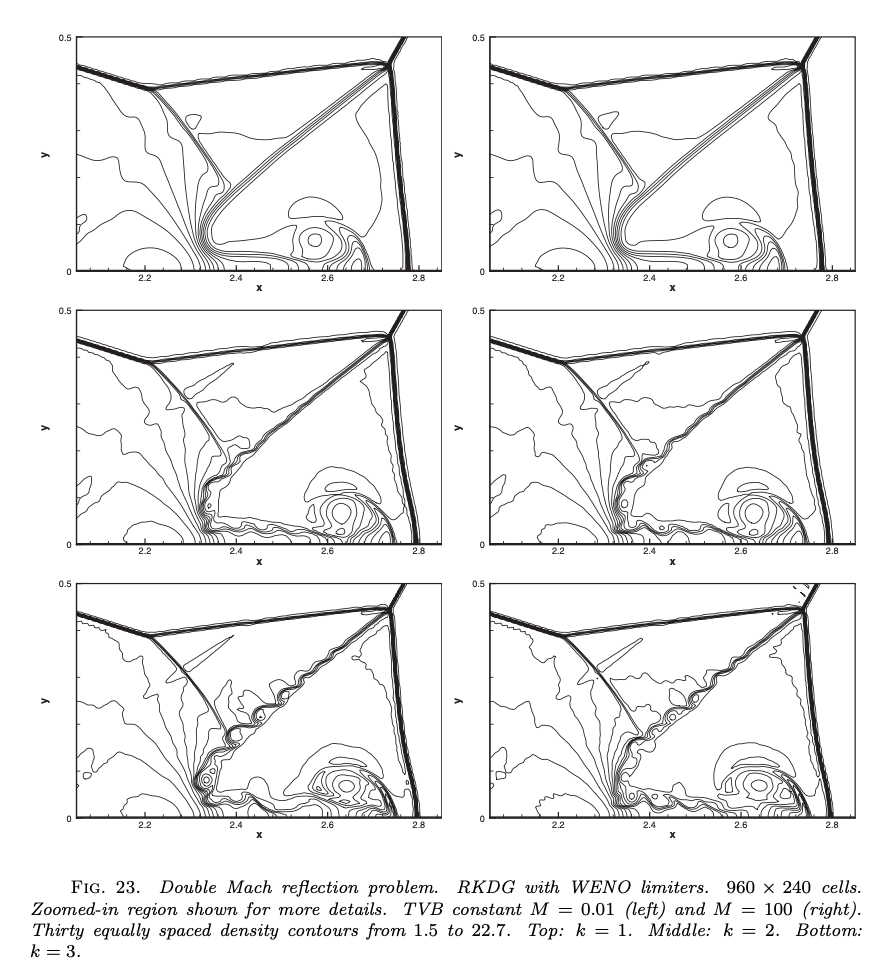 0.5
y
0
2.2
2.4
2.6
2.8
x
0.5
y
0
2.2
2.4
2.6
2.8
x
0.5
y
0
2.2
2.4
2.6
2.8
x
0.5
y
0
2.2
2.4
2.6
2.8
x
0.5
y
0
2.2
2.4
2.6
2.8
x
0.5
y
0
2.2
2.4
2.6
2.8
x
FIG. 23. Double Mach reflection problem. RKDG with WENO limiters. 960 × 240 cells.
Zoomed-in region shown for more details. TVB constant M = 0.01 (left) and M = 100 (right).
Thirty equally spaced density contours from 1.5 to 22.7. Top: k = 1. Middle: k = 2. Bottom:
k = 3.